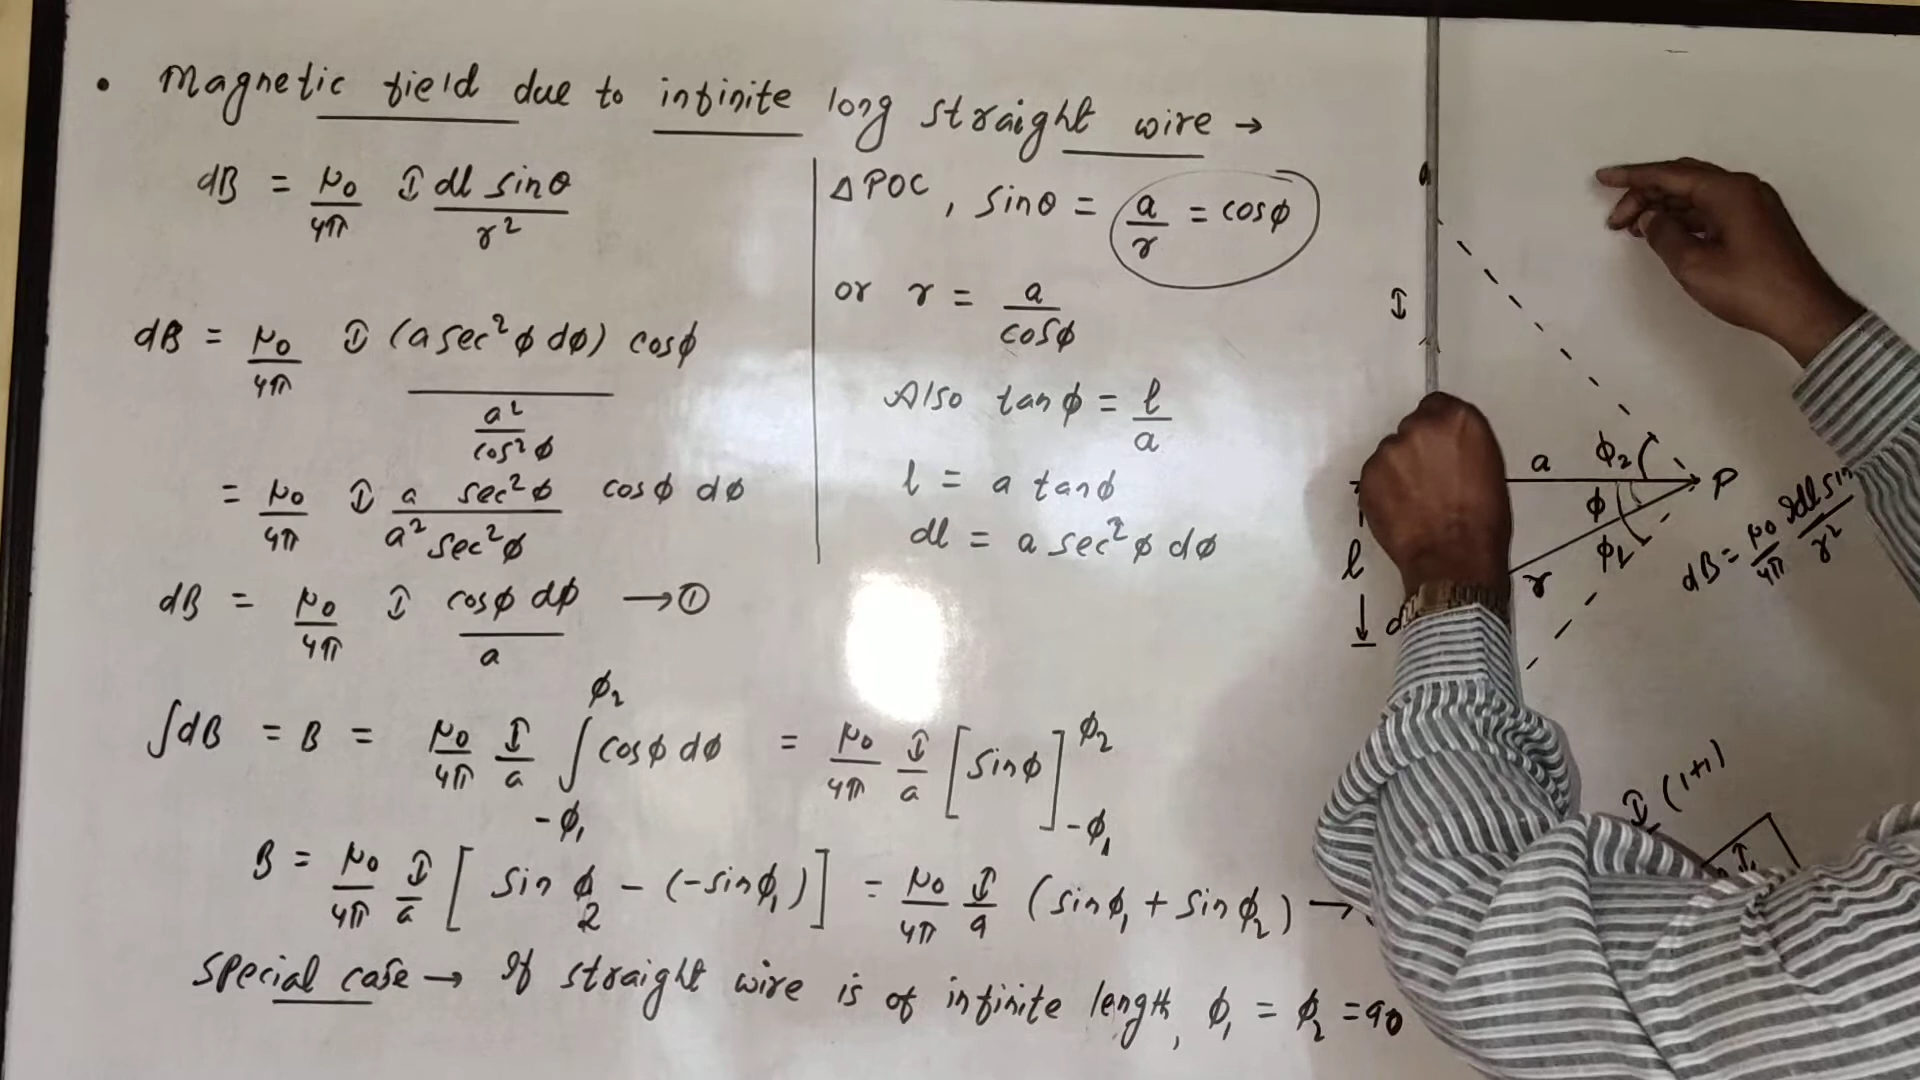 • Magnetic field due to infinite long straight wire →
dB = μ₀/4π I dl sinθ/r²
dB = μ₀/4π I (a sec²φ dφ) cosφ / (a²/cos²φ)
= μ₀/4π I a sec²φ/a² sec²φ cosφ dφ
dB = μ₀/4π I cosφ dφ/a → ①
∆POC, sinθ = a/r = cosφ
or r = a/cosφ
Also tanφ = l/a
l = a tanφ
dl = a sec²φ dφ
∫dB = B = μ₀/4π I/a ∫_{-φ₁}^{φ₂} cosφ dφ = μ₀/4π I/a [sinφ]_{-φ₁}^{φ₂}
B = μ₀/4π I/a [sin φ₂ - (-sinφ₁)] = μ₀/4π I/a (sinφ₁ + sinφ₂) →
Special case → If straight wire is of infinite length, φ₁ = φ₂ = 90
I
a
φ₂
P
φ
r
l
dB = μ₀/4π Idl sin/r²
(1+1)